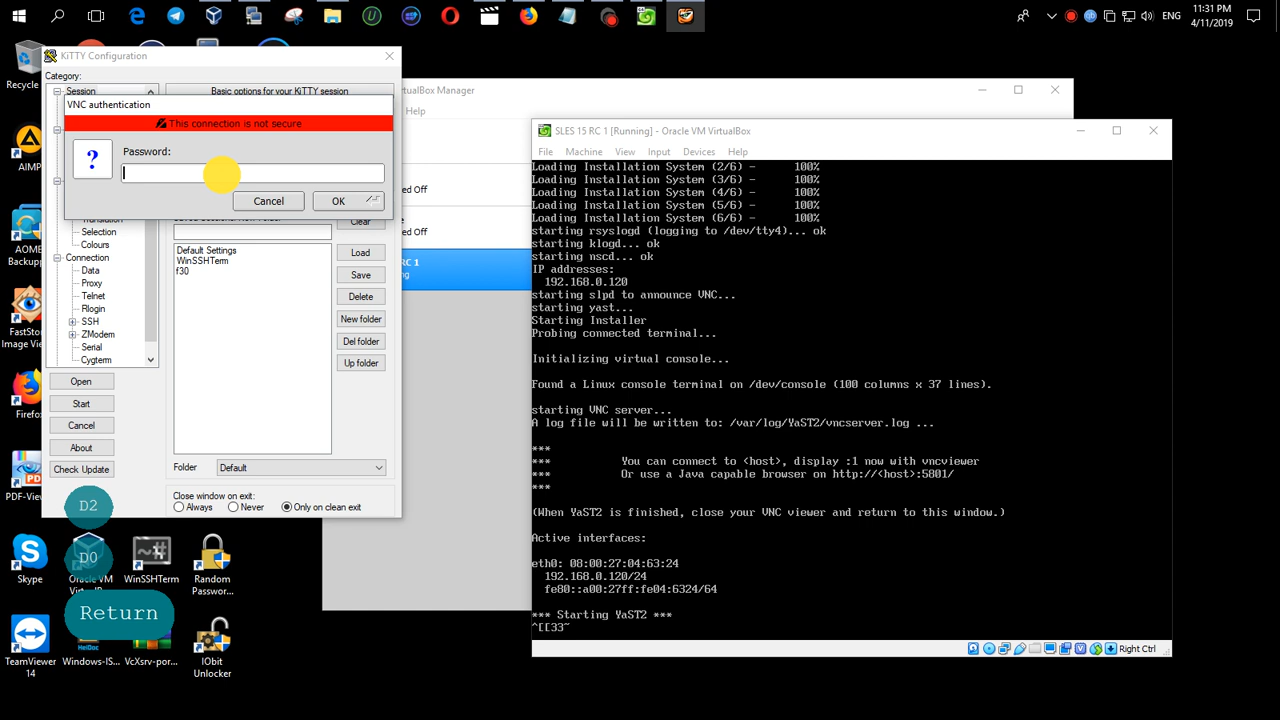 11:31 PM
ENG
4/11/2019
Recycle
AIMP
AOME
Backupp
FastSto
Image Vie
Firefo
PDF-View
Skype
Oracle VM
WinSSHTerm
Random
Passwor...
TeamViewer
14
Windows-IS...
VcXsrv-por...
IObit
Unlocker
D2
D0
Return
KiTTY Configuration
Category:
Session
Basic options for your KiTTY session
VNC authentication
This connection is not secure
Password:
Cancel
OK
Selection
Colours
Connection
Data
Proxy
Telnet
Rlogin
SSH
ZModem
Serial
Cygterm
Clear
Default Settings
WinSSHTerm
f30
Load
Save
Delete
New folder
Del folder
Up folder
Open
Start
Cancel
About
Check Update
Folder
Default
Close window on exit:
Always
Never
Only on clean exit
tualBox Manager
Help
ed Off
ed Off
RC 1
SLES 15 RC 1 [Running] - Oracle VM VirtualBox
File Machine View Input Devices Help
Loading Installation System (2/6) - 100%
Loading Installation System (3/6) - 100%
Loading Installation System (4/6) - 100%
Loading Installation System (5/6) - 100%
Loading Installation System (6/6) - 100%
starting rsyslogd (logging to /dev/tty4)... ok
starting klogd... ok
starting nscd... ok
IP addresses:
192.168.0.120
starting slpd to announce VNC...
starting yast...
Starting Installer
Probing connected terminal...
Initializing virtual console...
Found a Linux console terminal on /dev/console (100 columns x 37 lines).
starting VNC server...
A log file will be written to: /var/log/YaST2/vncserver.log ...
***
*** You can connect to <host>, display :1 now with vncviewer
*** Or use a Java capable browser on http://<host>:5801/
***
(When YaST2 is finished, close your VNC viewer and return to this window.)
Active interfaces:
eth0: 08:00:27:04:63:24
192.168.0.120/24
fe80::a00:27ff:fe04:6324/64
*** Starting YaST2 ***
^[[33~
Right Ctrl